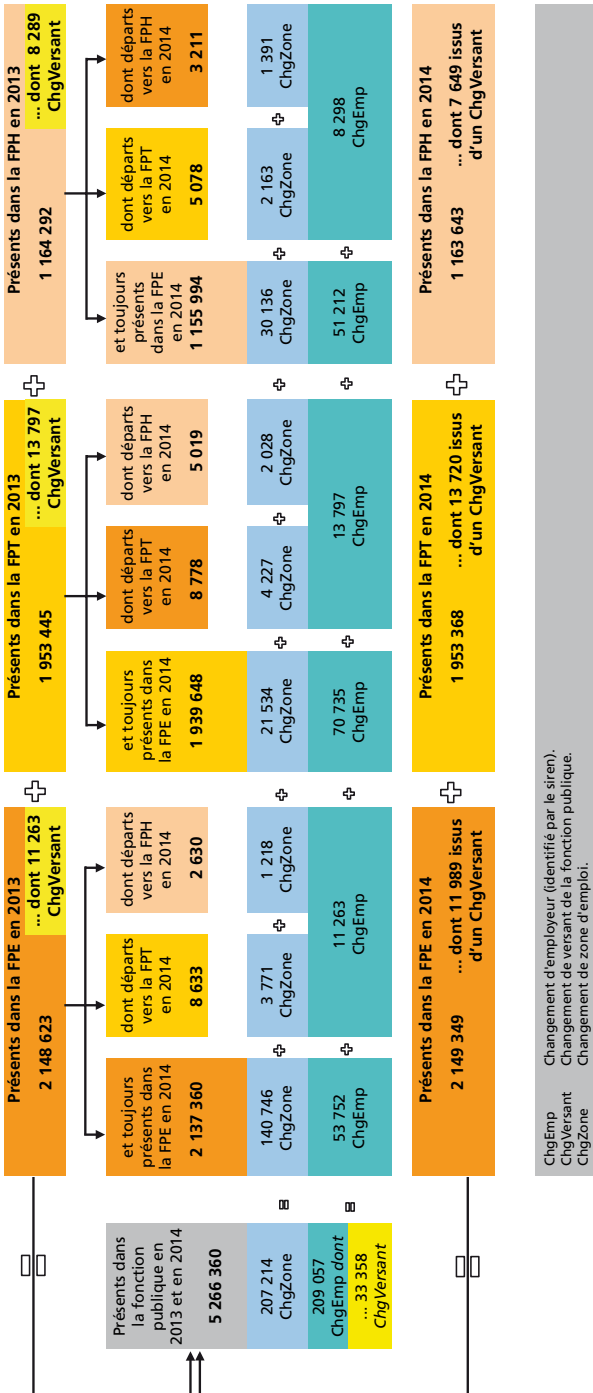 Présents dans la FPE en 2013
2 148 623
... dont 11 263
ChgVersant
Présents dans la FPT en 2013
1 953 445
... dont 13 797
ChgVersant
Présents dans la FPH en 2013
1 164 292
... dont 8 289
ChgVersant
Présents dans
la fonction
publique en
2013 et en 2014
5 266 360
et toujours
présents dans
la FPE en 2014
2 137 360
dont départs
vers la FPT
en 2014
8 633
dont départs
vers la FPH
en 2014
2 630
et toujours
présents dans
la FPE en 2014
1 939 648
dont départs
vers la FPT
en 2014
8 778
dont départs
vers la FPH
en 2014
5 019
et toujours
présents
dans la FPE
en 2014
1 155 994
dont départs
vers la FPT
en 2014
5 078
dont départs
vers la FPH
en 2014
3 211
207 214
ChgZone
140 746
ChgZone
3 771
ChgZone
1 218
ChgZone
21 534
ChgZone
4 227
ChgZone
2 028
ChgZone
30 136
ChgZone
2 163
ChgZone
1 391
ChgZone
209 057
ChgEmp dont
... 33 358
ChgVersant
53 752
ChgEmp
11 263
ChgEmp
70 735
ChgEmp
13 797
ChgEmp
51 212
ChgEmp
8 298
ChgEmp
Présents dans la FPE en 2014
2 149 349
... dont 11 989 issus
d'un ChgVersant
Présents dans la FPT en 2014
1 953 368
... dont 13 720 issus
d'un ChgVersant
Présents dans la FPH en 2014
1 163 643
... dont 7 649 issus
d'un ChgVersant
ChgEmp Changement d'employeur (identifié par le siren).
ChgVersant Changement de versant de la fonction publique.
ChgZone Changement de zone d'emploi.